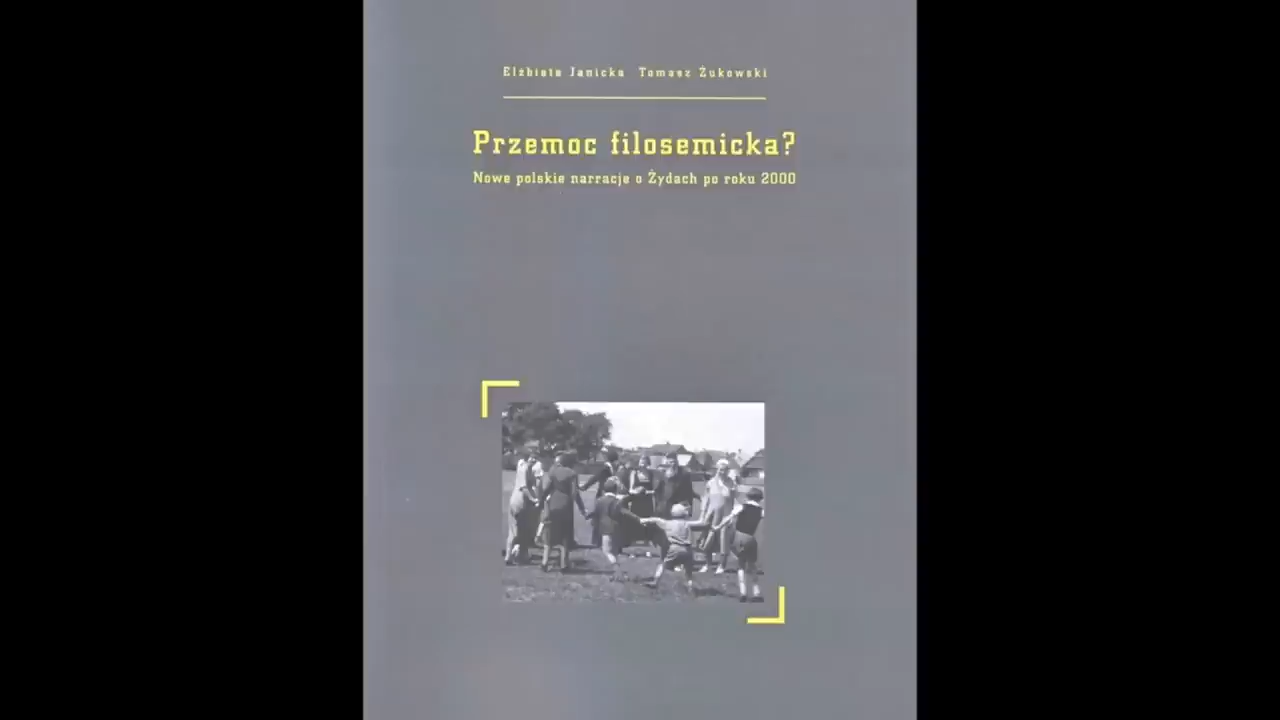 Elżbieta Janicka Tomasz Żukowski
Przemoc filosemicka?
Nowe polskie narracje o Żydach po roku 2000